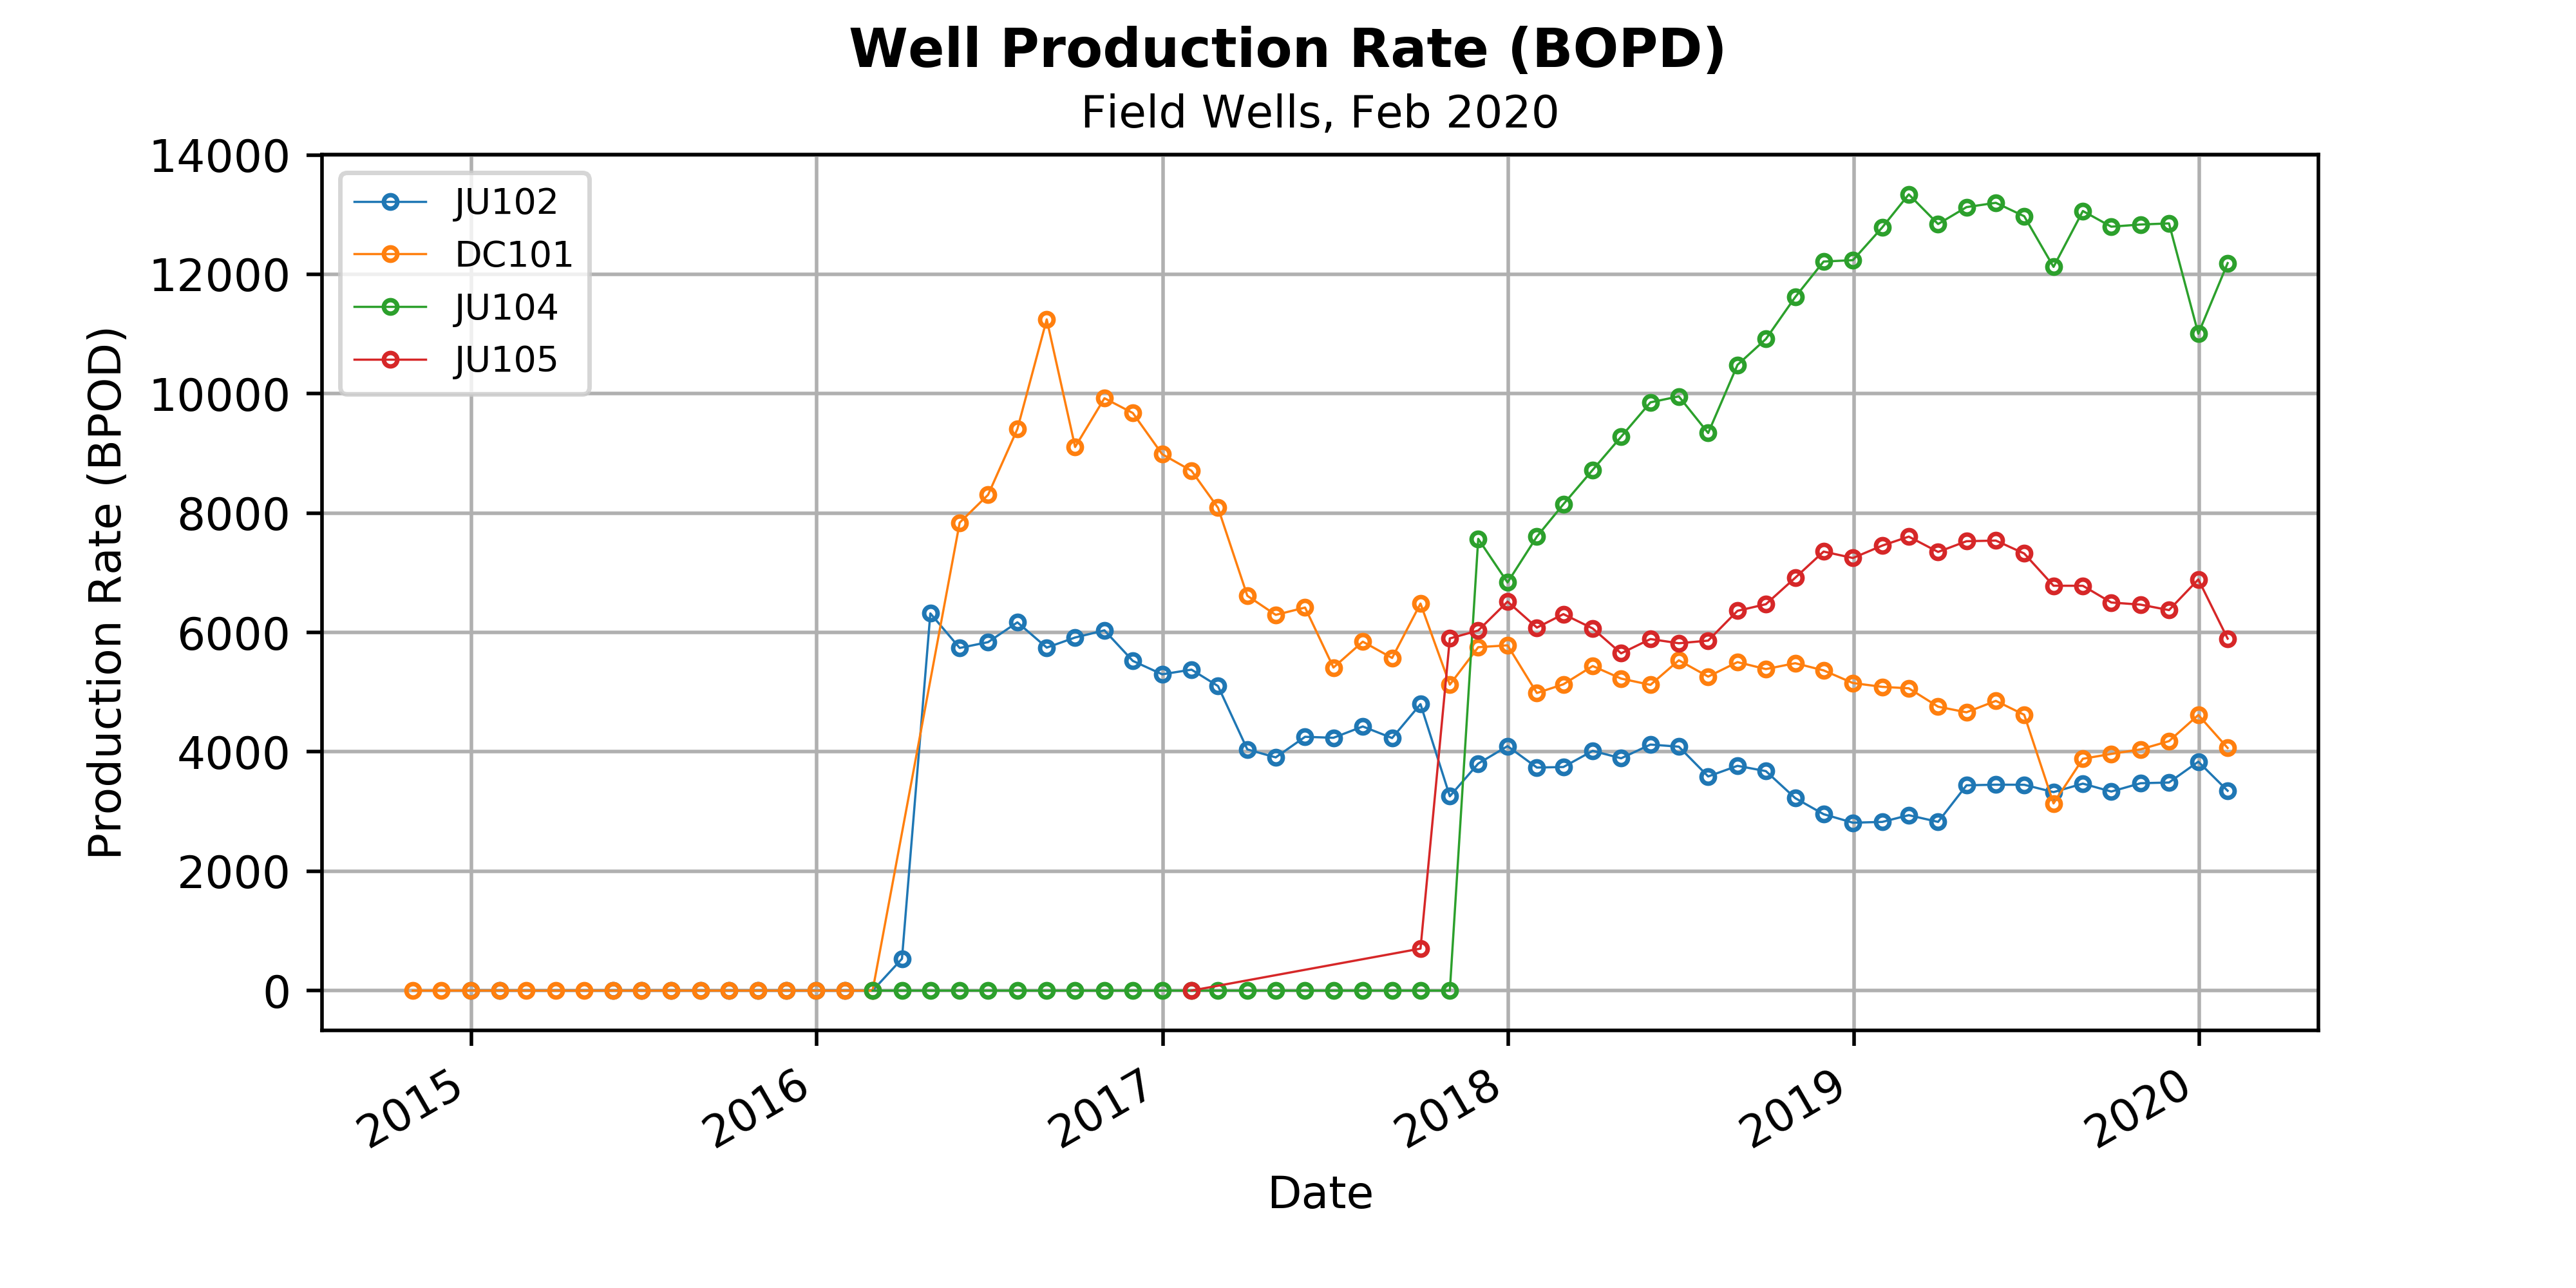 Well Production Rate (BOPD)
Field Wells, Feb 2020
Production Rate (BPOD)
14000
12000
10000
8000
6000
4000
2000
0
JU102
DC101
JU104
JU105
2015
2016
2017
2018
2019
2020
Date